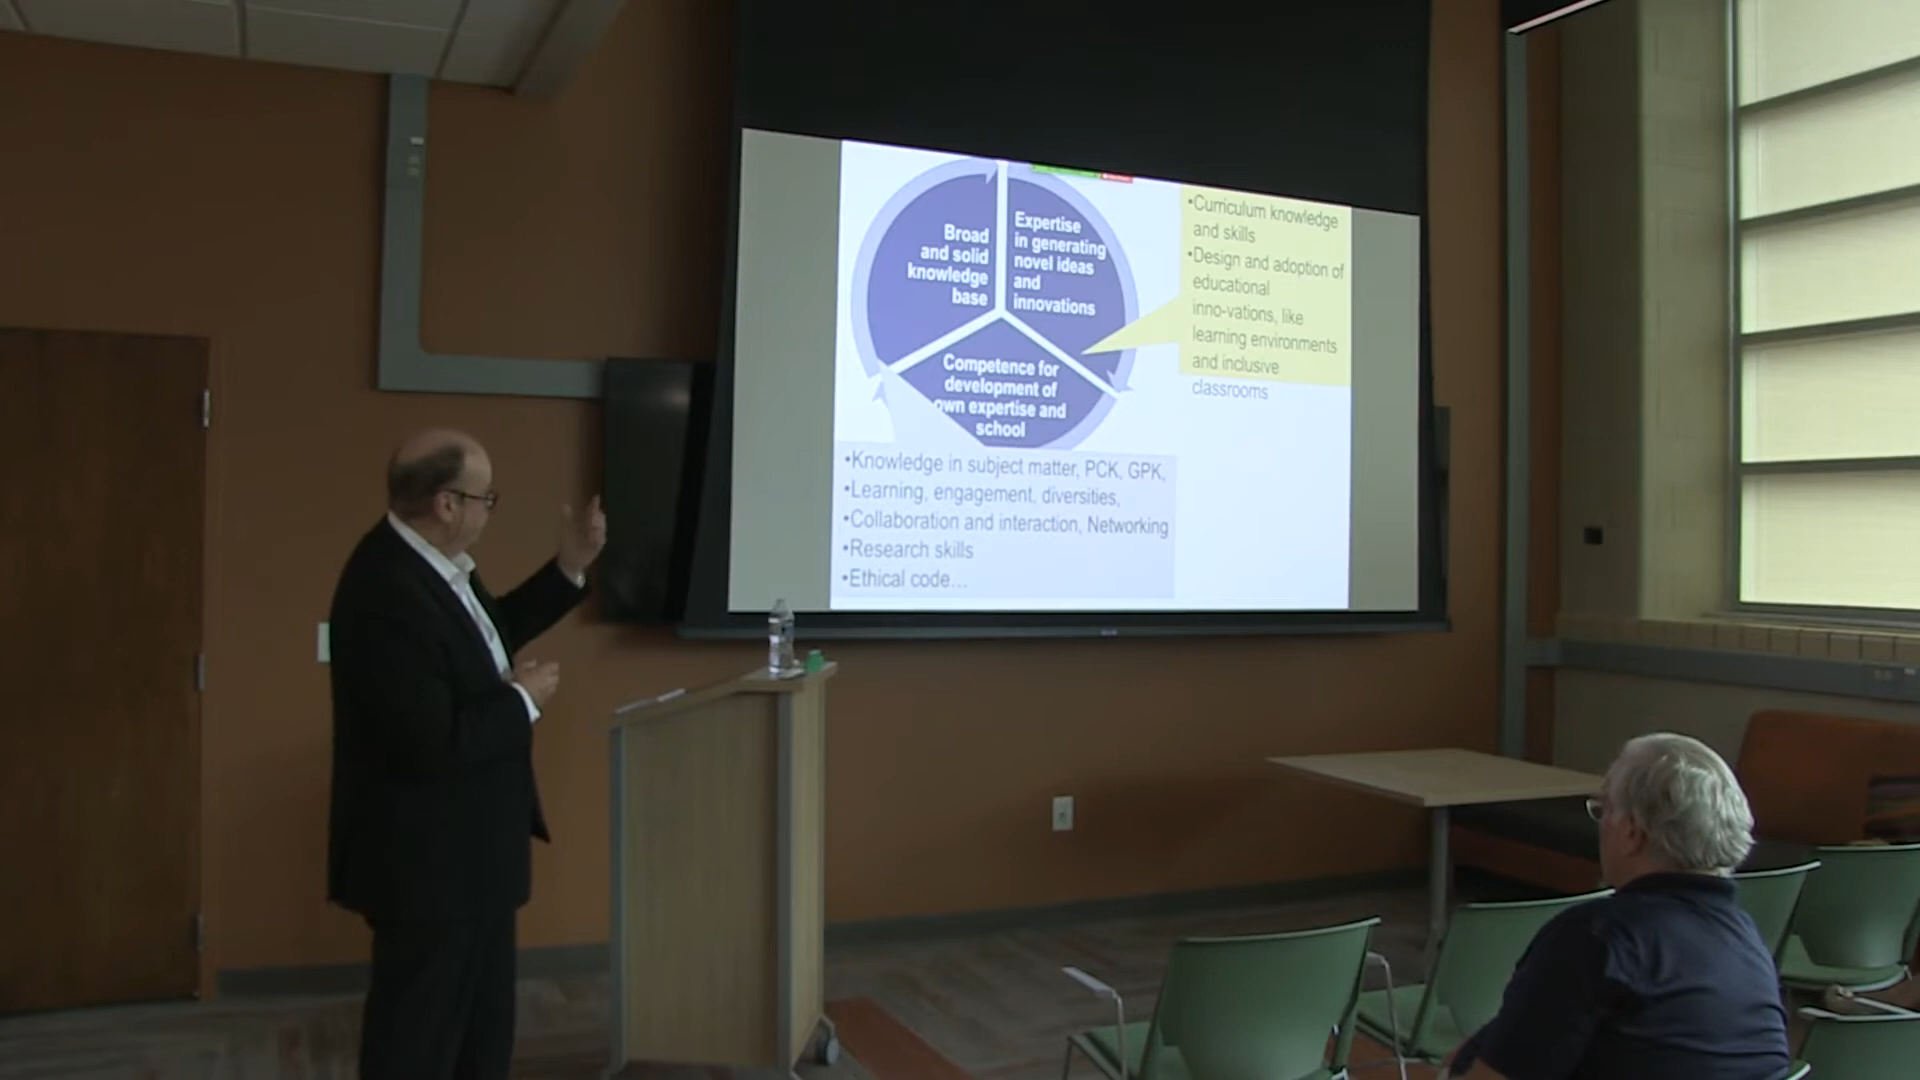 Broad
and solid
knowledge
base
Expertise
in generating
novel ideas
and
innovations
Competence for
development of
own expertise and
school
•Curriculum knowledge
and skills
•Design and adoption of
educational
inno-vations, like
learning environments
and inclusive
classrooms
•Knowledge in subject matter, PCK, GPK,
•Learning, engagement, diversities,
•Collaboration and interaction, Networking
•Research skills
•Ethical code…